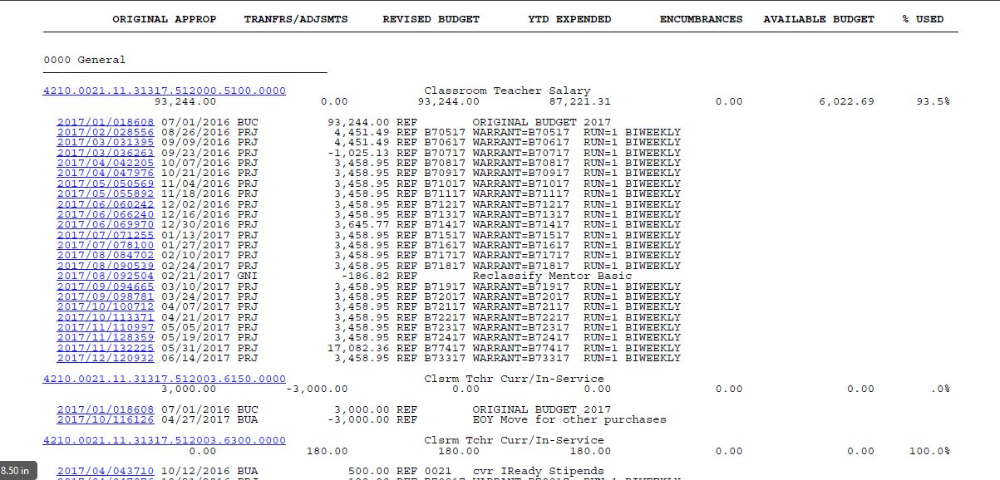 ORIGINAL APPROP TRANFRS/ADJSMTS REVISED BUDGET YTD EXPENDED ENCUMBRANCES AVAILABLE BUDGET % USED
0000 General
4210.0021.11.31317.512000.5100.0000 Classroom Teacher Salary
93,244.00 0.00 93,244.00 87,221.31 0.00 6,022.69 93.5%
2017/01/018608 07/01/2016 BUC 93,244.00 REF ORIGINAL BUDGET 2017
2017/02/028556 08/26/2016 PRJ 4,451.49 REF B70517 WARRANT=B70517 RUN=1 BIWEEKLY
2017/03/031395 09/09/2016 PRJ 4,451.49 REF B70617 WARRANT=B70617 RUN=1 BIWEEKLY
2017/03/036263 09/23/2016 PRJ -1,025.13 REF B70717 WARRANT=B70717 RUN=1 BIWEEKLY
2017/04/042205 10/07/2016 PRJ 3,458.95 REF B70817 WARRANT=B70817 RUN=1 BIWEEKLY
2017/04/047976 10/21/2016 PRJ 3,458.95 REF B70917 WARRANT=B70917 RUN=1 BIWEEKLY
2017/05/050569 11/04/2016 PRJ 3,458.95 REF B71017 WARRANT=B71017 RUN=1 BIWEEKLY
2017/05/055892 11/18/2016 PRJ 3,458.95 REF B71117 WARRANT=B71117 RUN=1 BIWEEKLY
2017/06/060242 12/02/2016 PRJ 3,458.95 REF B71217 WARRANT=B71217 RUN=1 BIWEEKLY
2017/06/066240 12/16/2016 PRJ 3,458.95 REF B71317 WARRANT=B71317 RUN=1 BIWEEKLY
2017/06/069970 12/30/2016 PRJ 3,645.77 REF B71417 WARRANT=B71417 RUN=1 BIWEEKLY
2017/07/071255 01/13/2017 PRJ 3,458.95 REF B71517 WARRANT=B71517 RUN=1 BIWEEKLY
2017/07/078100 01/27/2017 PRJ 3,458.95 REF B71617 WARRANT=B71617 RUN=1 BIWEEKLY
2017/08/084702 02/10/2017 PRJ 3,458.95 REF B71717 WARRANT=B71717 RUN=1 BIWEEKLY
2017/08/090539 02/24/2017 PRJ 3,458.95 REF B71817 WARRANT=B71817 RUN=1 BIWEEKLY
2017/08/092504 02/21/2017 GNI -186.82 REF Reclassify Mentor Basic
2017/09/094665 03/10/2017 PRJ 3,458.95 REF B71917 WARRANT=B71917 RUN=1 BIWEEKLY
2017/09/098781 03/24/2017 PRJ 3,458.95 REF B72017 WARRANT=B72017 RUN=1 BIWEEKLY
2017/10/100712 04/07/2017 PRJ 3,458.95 REF B72117 WARRANT=B72117 RUN=1 BIWEEKLY
2017/10/113371 04/21/2017 PRJ 3,458.95 REF B72217 WARRANT=B72217 RUN=1 BIWEEKLY
2017/11/110997 05/05/2017 PRJ 3,458.95 REF B72317 WARRANT=B72317 RUN=1 BIWEEKLY
2017/11/128359 05/19/2017 PRJ 3,458.95 REF B72417 WARRANT=B72417 RUN=1 BIWEEKLY
2017/11/132225 05/31/2017 PRJ 17,082.36 REF B77417 WARRANT=B77417 RUN=1 BIWEEKLY
2017/12/120932 06/14/2017 PRJ 3,458.95 REF B73317 WARRANT=B73317 RUN=1 BIWEEKLY
4210.0021.11.31317.512003.6150.0000 Clsrm Tchr Curr/In-Service
3,000.00 -3,000.00 0.00 0.00 0.00 0.00 .0%
2017/01/018608 07/01/2016 BUC 3,000.00 REF ORIGINAL BUDGET 2017
2017/10/116126 04/27/2017 BUA -3,000.00 REF EOY Move for other purchases
4210.0021.11.31317.512003.6300.0000 Clsrm Tchr Curr/In-Service
0.00 180.00 180.00 180.00 0.00 0.00 100.0%
2017/04/043710 10/12/2016 BUA 500.00 REF 0021 cvr IReady Stipends
8.50 in